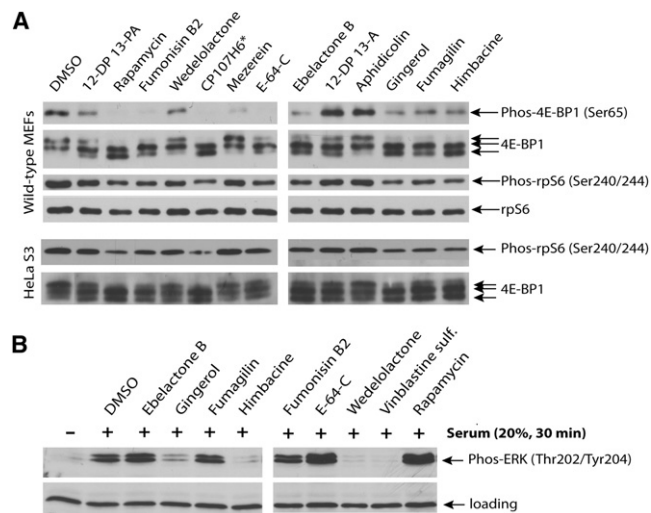 A
DMSO
12-DP 13-PA
Rapamycin
Fumonisin B2
Wedelolactone
CP107H6*
Mezerein
E-64-C
Ebelactone B
12-DP 13-A
Aphidicolin
Gingerol
Fumagilin
Himbacine
Wild-type MEFs
Phos-4E-BP1 (Ser65)
4E-BP1
Phos-rpS6 (Ser240/244)
rpS6
HeLa S3
Phos-rpS6 (Ser240/244)
4E-BP1
B
DMSO
Ebelactone B
Gingerol
Fumagilin
Himbacine
Fumonisin B2
E-64-C
Wedelolactone
Vinblastine sulf.
Rapamycin
– + + + + + + + + + + Serum (20%, 30 min)
Phos-ERK (Thr202/Tyr204)
loading